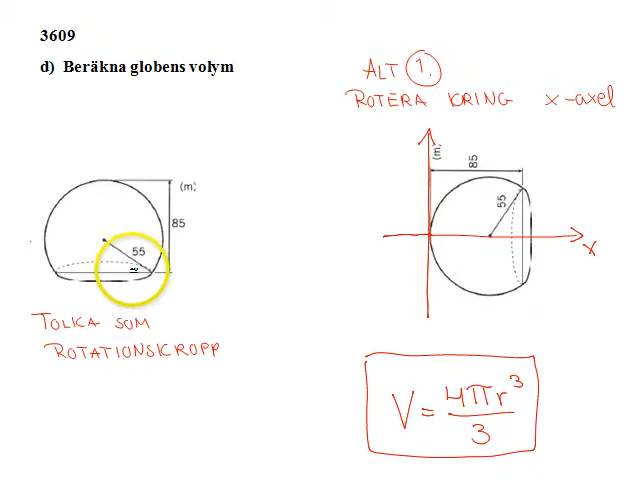 3609
d) Beräkna globens volym
ALT 1.
ROTERA KRING x-axel
(m)
85
55
TOLKA SOM
ROTATIONSKROPP
(m)
85
55
x
V = 4πr³/3